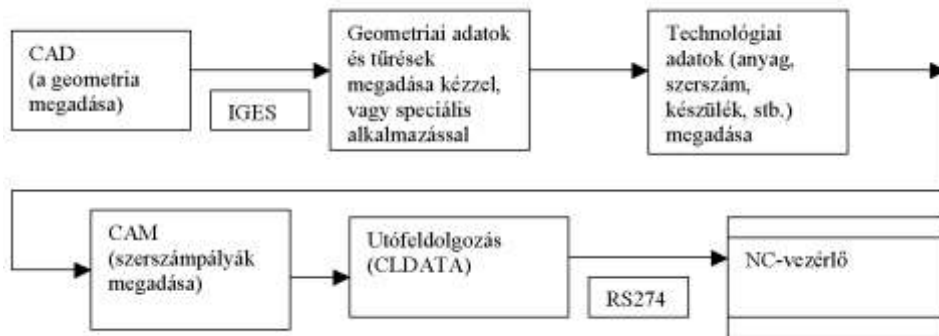 CAD
(a geometria
megadása)
IGES
Geometriai adatok
és tűrések
megadása kézzel,
vagy speciális
alkalmazással
Technológiai
adatok (anyag,
szerszám,
készülék, stb.)
megadása
CAM
(szerszámpályák
megadása)
Utófeldolgozás
(CLDATA)
RS274
NC-vezérlő